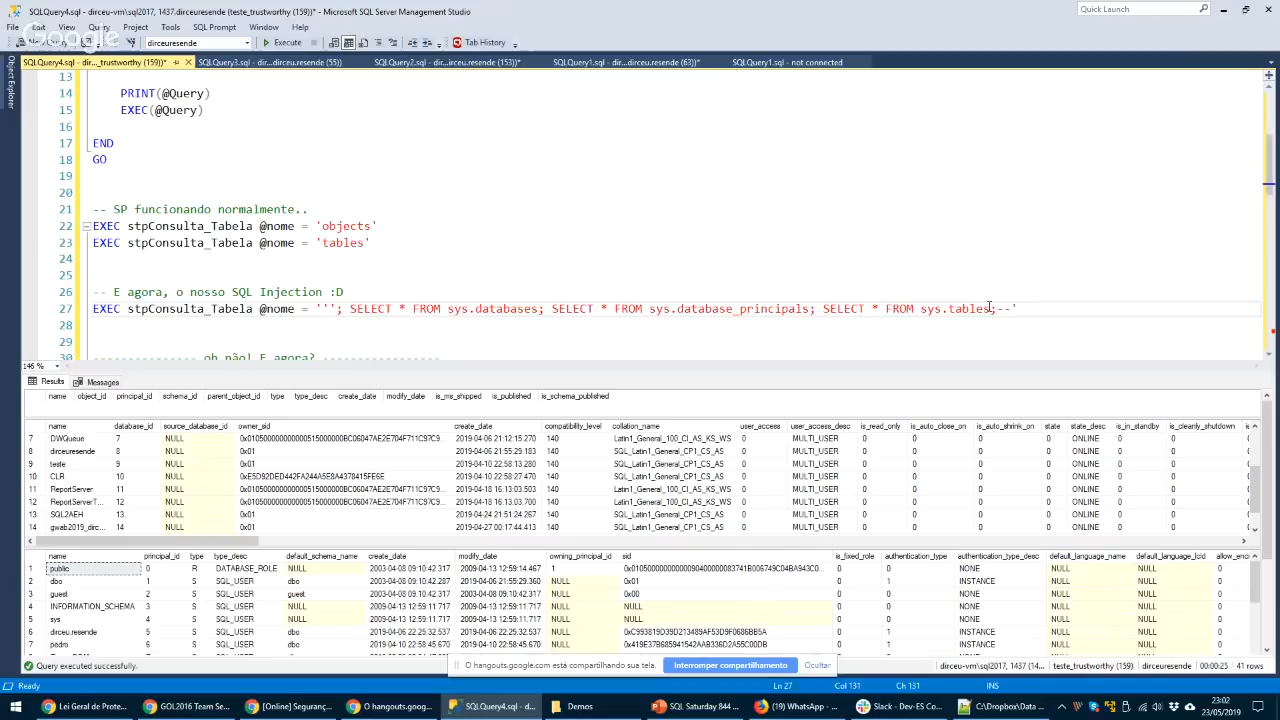 SQLQuery4.sql - dirceu-vm\sql2017, 1437.dirceuresende (teste_trustworthy (159))* - Microsoft SQL Server Management Studio
Quick Launch
File Edit View Project Tools SQL Prompt Window Help
Google
New Query
dirceuresende
Execute
Tab History
SQLQuery4.sql - dir..._trustworthy (159))*
SQLQuery3.sql - dir...dirceu.resende (55))
SQLQuery2.sql - dir...irceu.resende (153))*
SQLQuery1.sql - dir...dirceu.resende (63))*
SQLQuery1.sql - not connected
Object Explorer
13
14 PRINT(@Query)
15 EXEC(@Query)
16
17 END
18 GO
19
20
21 -- SP funcionando normalmente..
22 EXEC stpConsulta_Tabela @nome = 'objects'
23 EXEC stpConsulta_Tabela @nome = 'tables'
24
25
26 -- E agora, o nosso SQL Injection :D
27 EXEC stpConsulta_Tabela @nome = '''; SELECT * FROM sys.databases; SELECT * FROM sys.database_principals; SELECT * FROM sys.tables;--'
28
29
30 -------------- oh não! E agora? ----------------
146 %
Results Messages
name object_id principal_id schema_id parent_object_id type type_desc create_date modify_date is_ms_shipped is_published is_schema_published
name database_id source_database_id owner_sid create_date compatibility_level collation_name user_access user_access_desc is_read_only is_auto_close_on is_auto_shrink_on state state_desc is_in_standby is_cleanly_shutdown is
7 DWQueue 7 NULL 0x010500000000000515000000BC06047AE2E704F711C97C9... 2019-04-06 21:12:15.270 140 Latin1_General_100_CI_AS_KS_WS 0 MULTI_USER 0 0 0 0 ONLINE 0 0
8 dirceuresende 8 NULL 0x01 2019-04-06 21:55:29.183 140 SQL_Latin1_General_CP1_CS_AS 0 MULTI_USER 0 0 0 0 ONLINE 0 0
9 teste 9 NULL 0x01 2019-04-10 22:58:13.280 140 SQL_Latin1_General_CP1_CS_AS 0 MULTI_USER 0 0 0 0 ONLINE 0 0
10 CLR 10 NULL 0xE5D92DED442FA244A5E8A4378415FE6E 2019-04-10 22:58:27.470 140 SQL_Latin1_General_CP1_CS_AS 0 MULTI_USER 0 0 0 0 ONLINE 0 0
11 ReportServer 11 NULL 0x010500000000000515000000BC06047AE2E704F711C97C9... 2019-04-18 16:13:03.503 140 Latin1_General_100_CI_AS_KS_WS 0 MULTI_USER 0 0 0 0 ONLINE 0 0
12 ReportServerT... 12 NULL 0x010500000000000515000000BC06047AE2E704F711C97C9... 2019-04-18 16:13:03.700 140 Latin1_General_100_CI_AS_KS_WS 0 MULTI_USER 0 0 0 0 ONLINE 0 0
13 SQL2AEH 13 NULL 0x01 2019-04-24 21:51:24.267 140 SQL_Latin1_General_CP1_CS_AS 0 MULTI_USER 0 0 0 0 ONLINE 0 0
14 gwab2019_dirc... 14 NULL 0x01 2019-04-27 00:17:44.413 140 SQL_Latin1_General_CP1_CS_AS 0 MULTI_USER 0 0 0 0 ONLINE 0 0
name principal_id type type_desc default_schema_name create_date modify_date owning_principal_id sid is_fixed_role authentication_type authentication_type_desc default_language_name default_language_lcid allow_enc
1 public 0 R DATABASE_ROLE NULL 2003-04-08 09:10:42.317 2009-04-13 12:59:14.467 1 0x01050000000000090400000083741B006749C04BA943C0... 0 0 NONE NULL NULL 0
2 dbo 1 S SQL_USER dbo 2003-04-08 09:10:42.287 2019-04-06 21:55:29.360 NULL 0x01 0 1 INSTANCE NULL NULL 0
3 guest 2 S SQL_USER guest 2003-04-08 09:10:42.317 2003-04-08 09:10:42.317 NULL 0x00 0 0 NONE NULL NULL 0
4 INFORMATION_SCHEMA 3 S SQL_USER NULL 2009-04-13 12:59:11.717 2009-04-13 12:59:11.717 NULL NULL 0 0 NONE NULL NULL 0
5 sys 4 S SQL_USER NULL 2009-04-13 12:59:11.717 2009-04-13 12:59:11.717 NULL NULL 0 0 NONE NULL NULL 0
6 dirceu.resende 5 S SQL_USER dbo 2019-04-06 22:25:32.537 2019-04-06 22:25:32.537 NULL 0xC993819D39D213489AF53D9F0686BB5A 0 1 INSTANCE NULL NULL 0
7 pedro 6 S SQL_USER dbo 2019-04-10 22:58:45.670 2019-04-10 22:58:45.670 NULL 0x419E37B685941542AAB336D2A55C00DB 0 1 INSTANCE NULL NULL 0
Query executed successfully.
O hangouts.google.com está compartilhando sua tela. Interromper compartilhamento Ocultar
dirceu-vm\sql2017, 1437 (14... teste_trustworthy (159) dirceuresende 00:00:25 41 rows
Ready Ln 27 Col 131 Ch 131 INS
Lei Geral de Prote... GOL2016 Team Se... [Online] Seguranç... O hangouts.googl... SQLQuery4.sql - d... Demos SQL Saturday 844 ... (19) WhatsApp - ... Slack - Dev-ES Co... C:\Dropbox\Data ...
23:02
23/05/2019